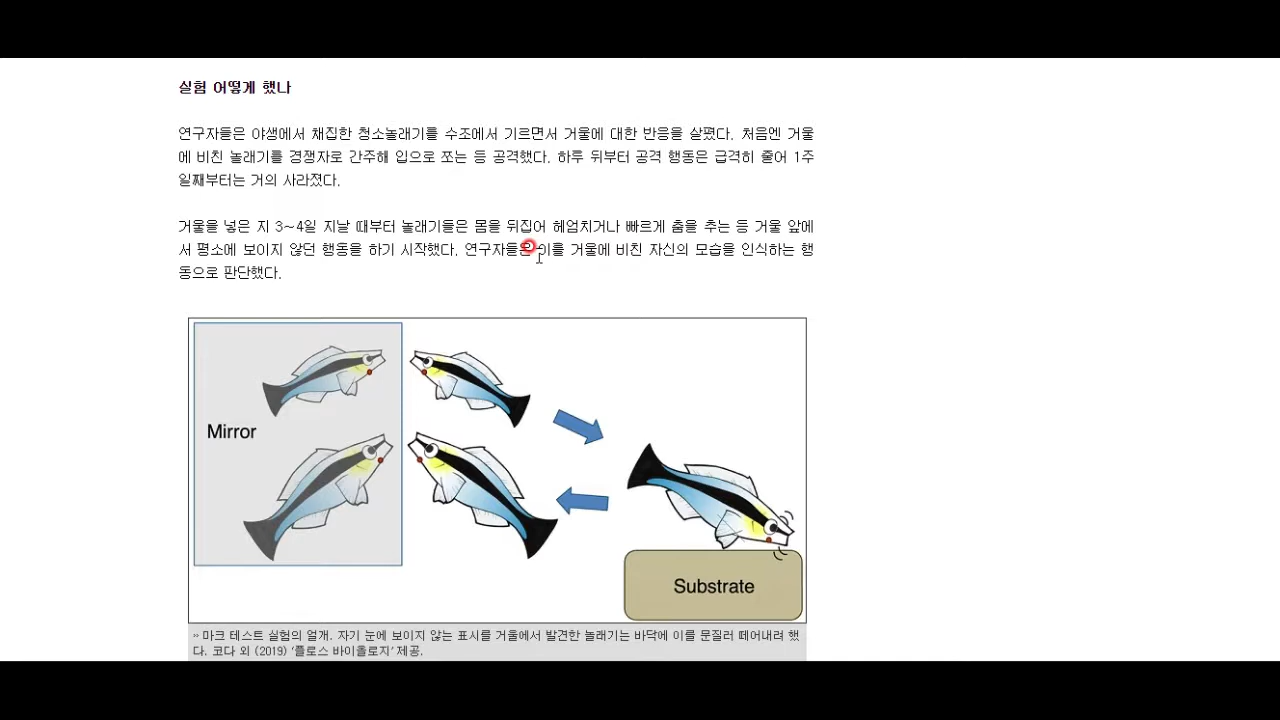 실험 어떻게 했나
연구자들은 야생에서 채집한 청소놀래기를 수조에서 기르면서 거울에 대한 반응을 살폈다. 처음엔 거울
에 비친 놀래기를 경쟁자로 간주해 입으로 쪼는 등 공격했다. 하루 뒤부터 공격 행동은 급격히 줄어 1주
일째부터는 거의 사라졌다.
거울을 넣은 지 3~4일 지날 때부터 놀래기들은 몸을 뒤집어 헤엄치거나 빠르게 춤을 추는 등 거울 앞에
서 평소에 보이지 않던 행동을 하기 시작했다. 연구자들은 이를 거울에 비친 자신의 모습을 인식하는 행
동으로 판단했다.
Mirror
Substrate
» 마크 테스트 실험의 얼개. 자기 눈에 보이지 않는 표시를 거울에서 발견한 놀래기는 바닥에 이를 문질러 떼어내려 했
다. 코다 외 (2019) ‘플로스 바이올로지’ 제공.